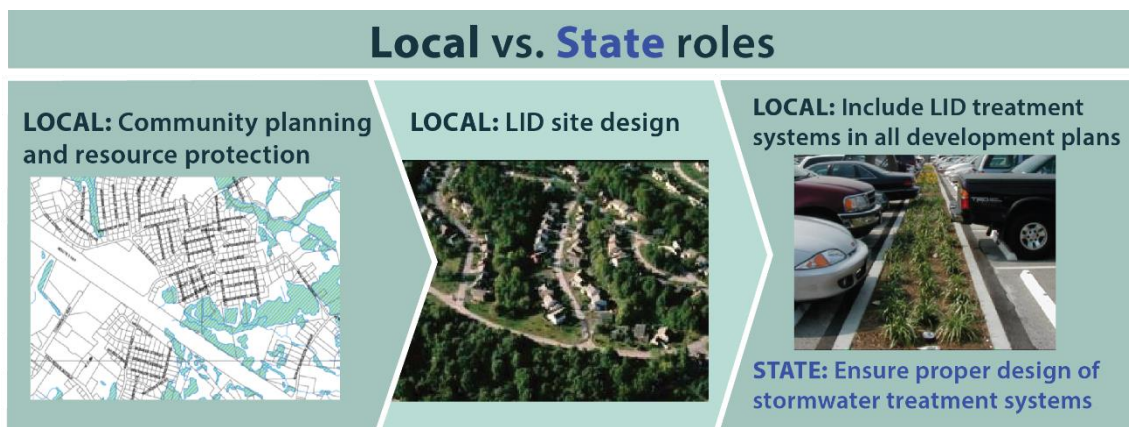 Local vs. State roles
LOCAL: Community planning
and resource protection
LOCAL: LID site design
LOCAL: Include LID treatment
systems in all development plans
STATE: Ensure proper design of
stormwater treatment systems